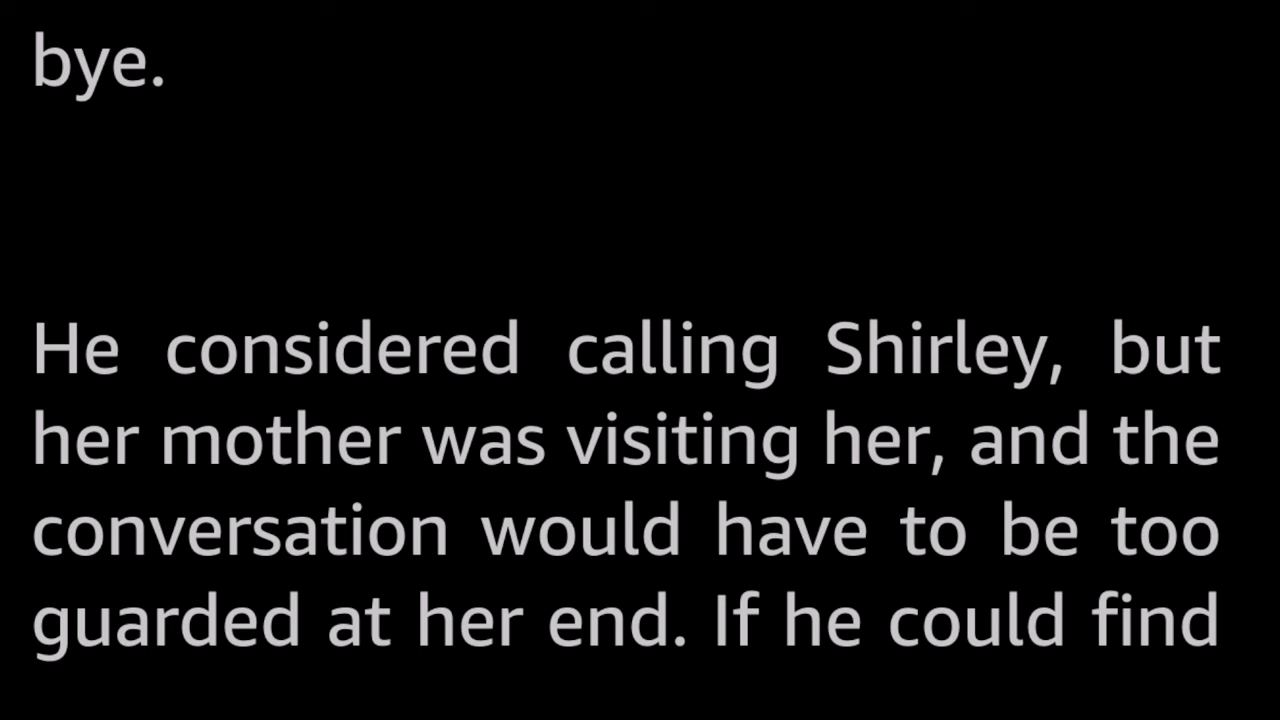 bye.
He considered calling Shirley, but
her mother was visiting her, and the
conversation would have to be too
guarded at her end. If he could find